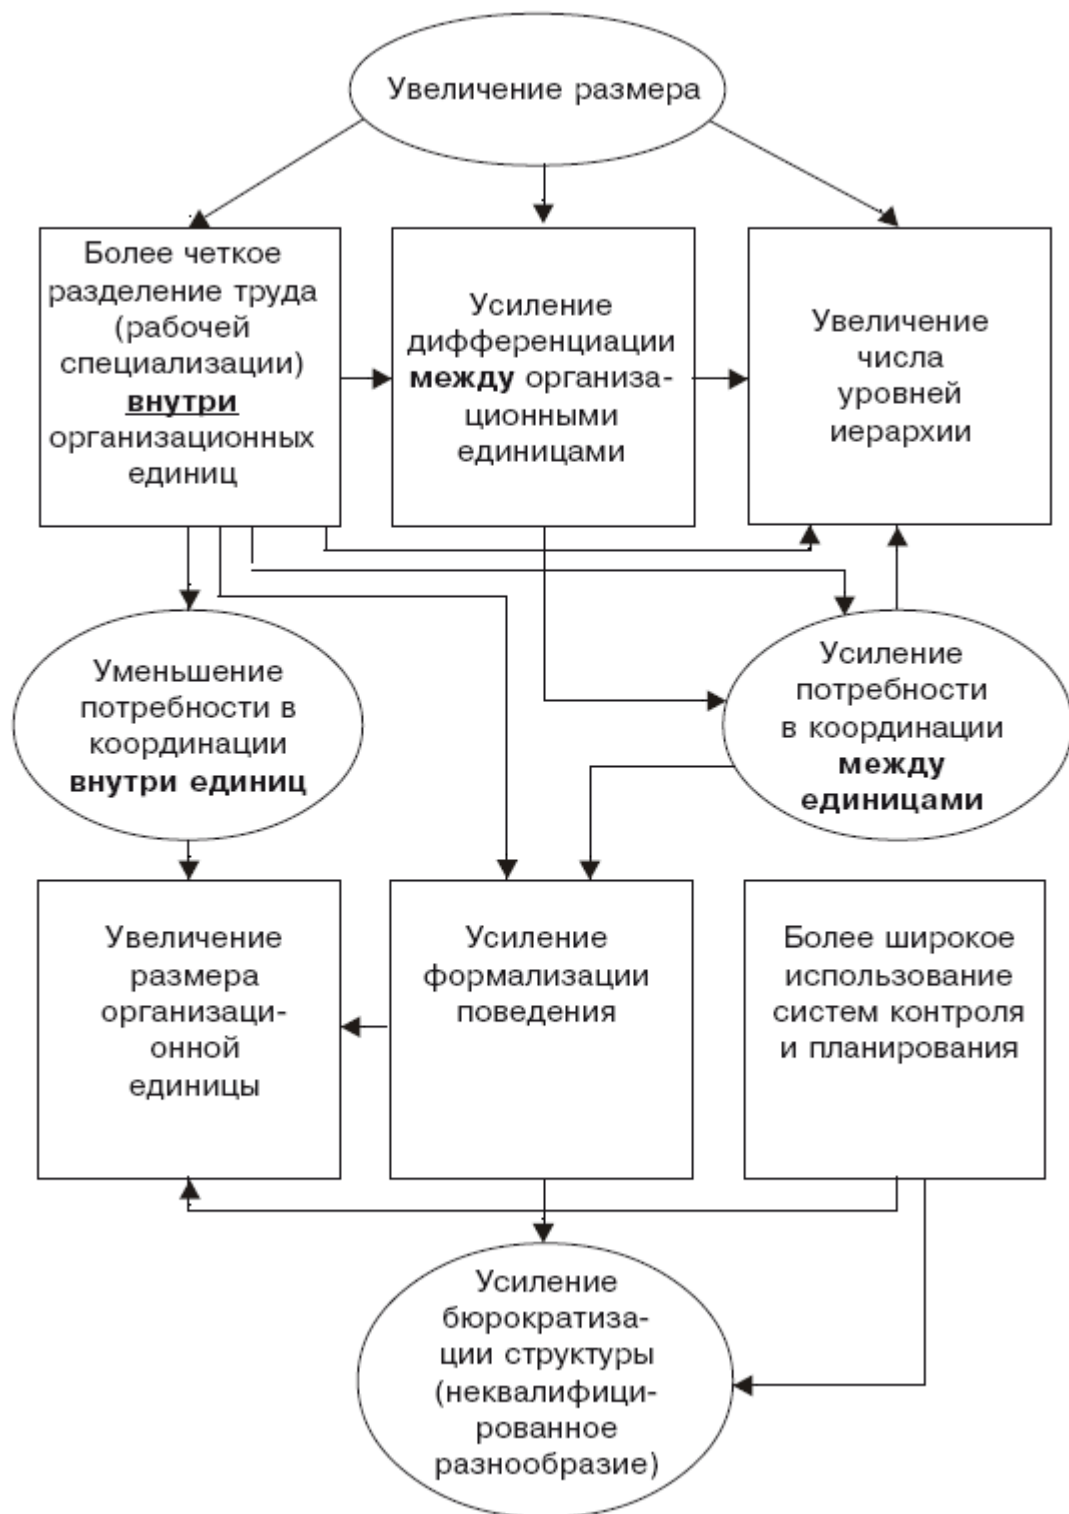 Увеличение размера
Более четкое
разделение труда
(рабочей
специализации)
внутри
организационных
единиц
Усиление
дифференциации
между организа-
ционными
единицами
Увеличение
числа
уровней
иерархии
Уменьшение
потребности в
координации
внутри единиц
Усиление
потребности
в координации
между
единицами
Увеличение
размера
организаци-
онной
единицы
Усиление
формализации
поведения
Более широкое
использование
систем контроля
и планирования
Усиление
бюрократиза-
ции структуры
(неквалифици-
рованное
разнообразие)